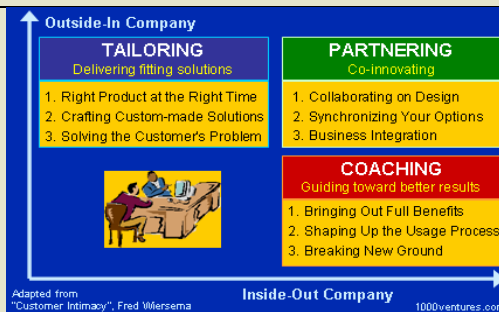 Outside-In Company
TAILORING
Delivering fitting solutions
1. Right Product at the Right Time
2. Crafting Custom-made Solutions
3. Solving the Customer's Problem
PARTNERING
Co-innovating
1. Collaborating on Design
2. Synchronizing Your Options
3. Business Integration
COACHING
Guiding toward better results
1. Bringing Out Full Benefits
2. Shaping Up the Usage Process
3. Breaking New Ground
Adapted from
"Customer Intimacy", Fred Wiersema
Inside-Out Company
1000ventures.com